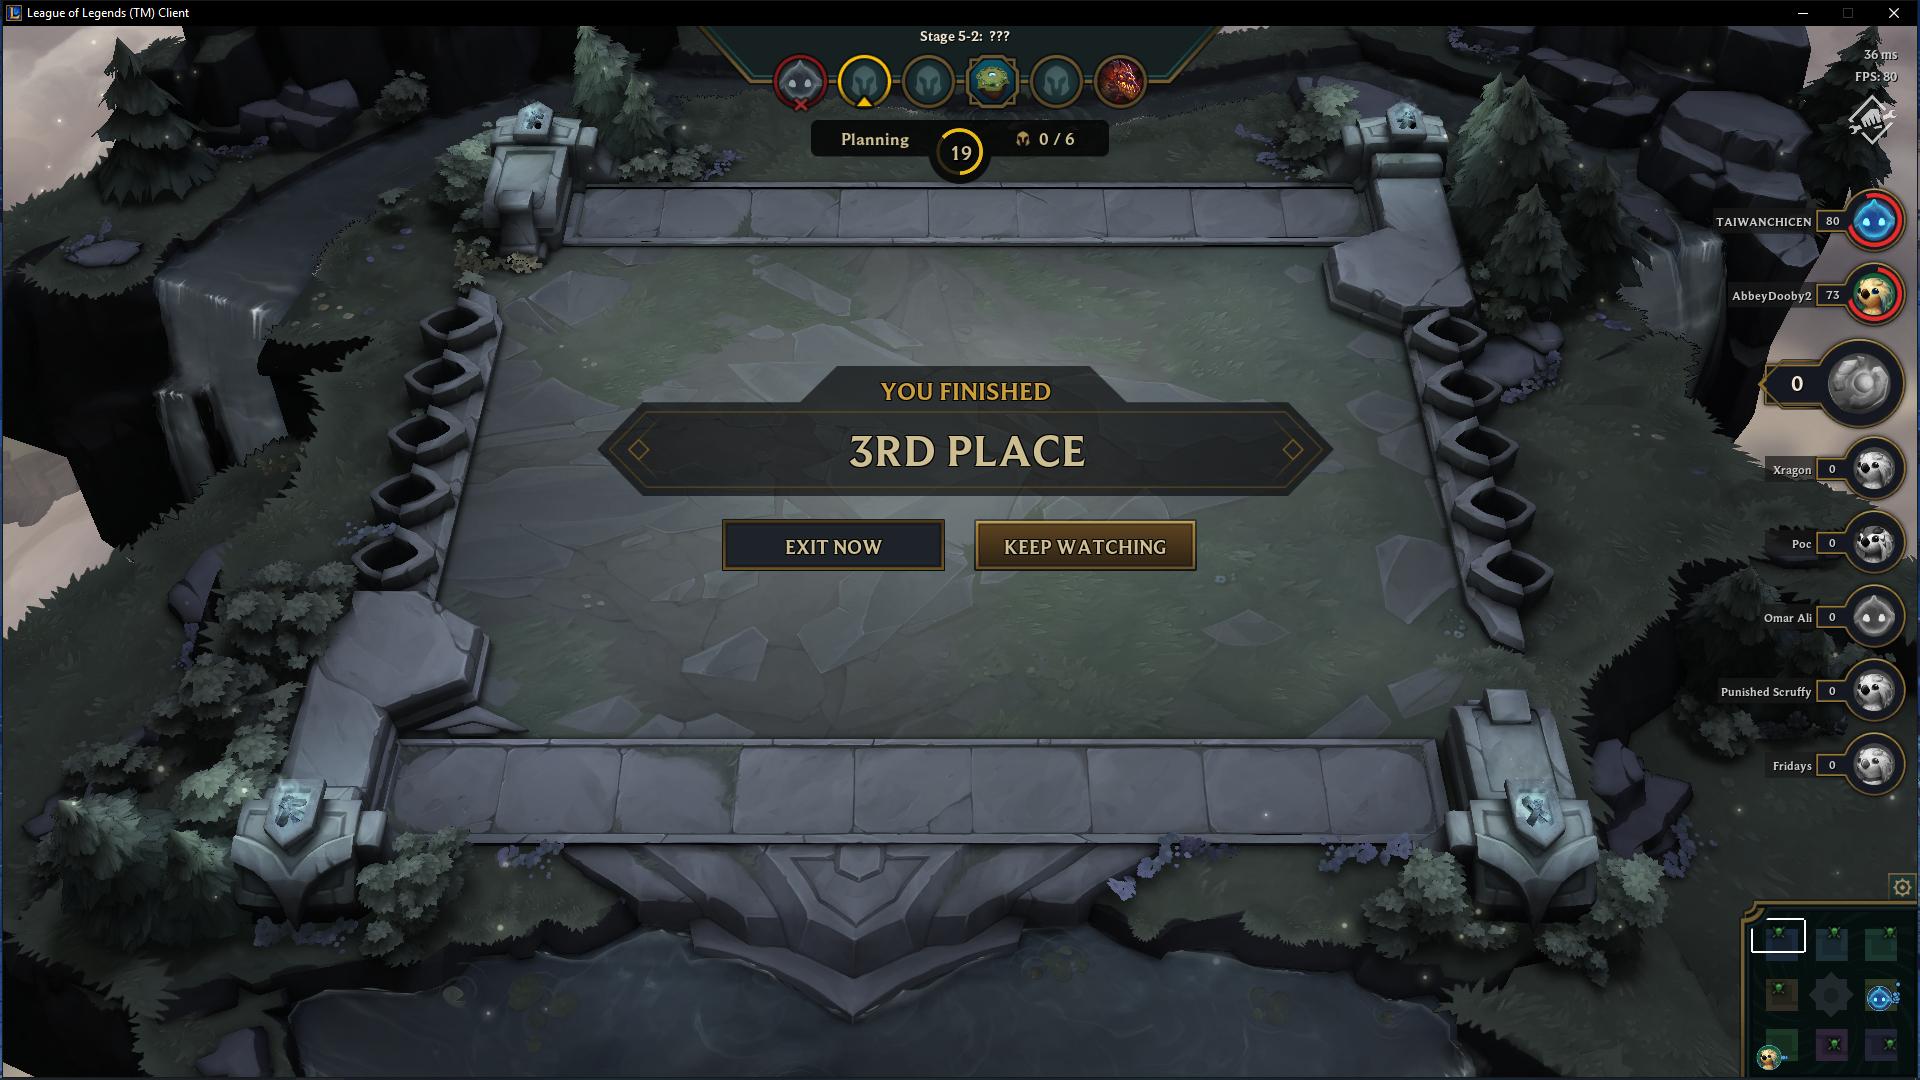 League of Legends (TM) Client
Stage 5-2: ???
36 ms
FPS: 80
Planning
19
0 / 6
TAIWANCHICEN 80
AbbeyDooby2 73
0
YOU FINISHED
3RD PLACE
EXIT NOW
KEEP WATCHING
Xragon 0
Poc 0
Omar Ali 0
Punished Scruffy 0
Fridays 0